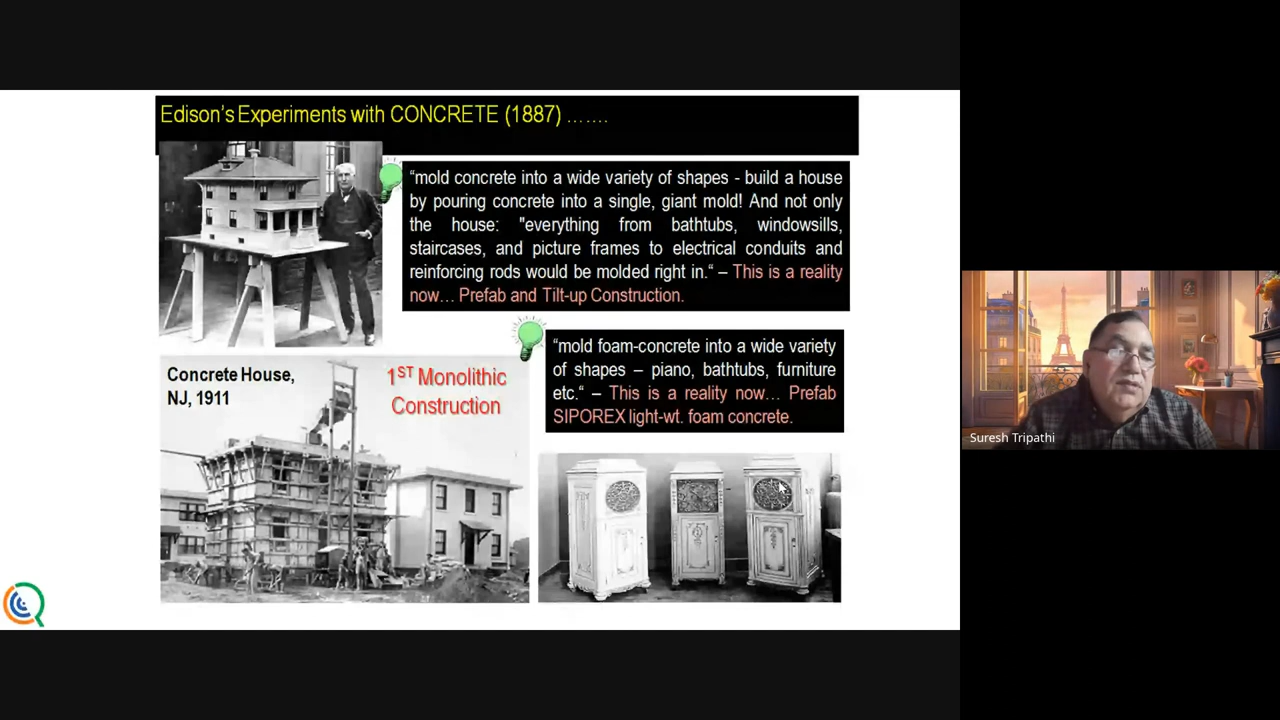 Edison's Experiments with CONCRETE (1887) .......
“mold concrete into a wide variety of shapes - build a house
by pouring concrete into a single, giant mold! And not only
the house: "everything from bathtubs, windowsills,
staircases, and picture frames to electrical conduits and
reinforcing rods would be molded right in.“ – This is a reality
now… Prefab and Tilt-up Construction.
Concrete House,
NJ, 1911
1ST Monolithic
Construction
“mold foam-concrete into a wide variety
of shapes – piano, bathtubs, furniture
etc.“ – This is a reality now… Prefab
SIPOREX light-wt. foam concrete.
Suresh Tripathi